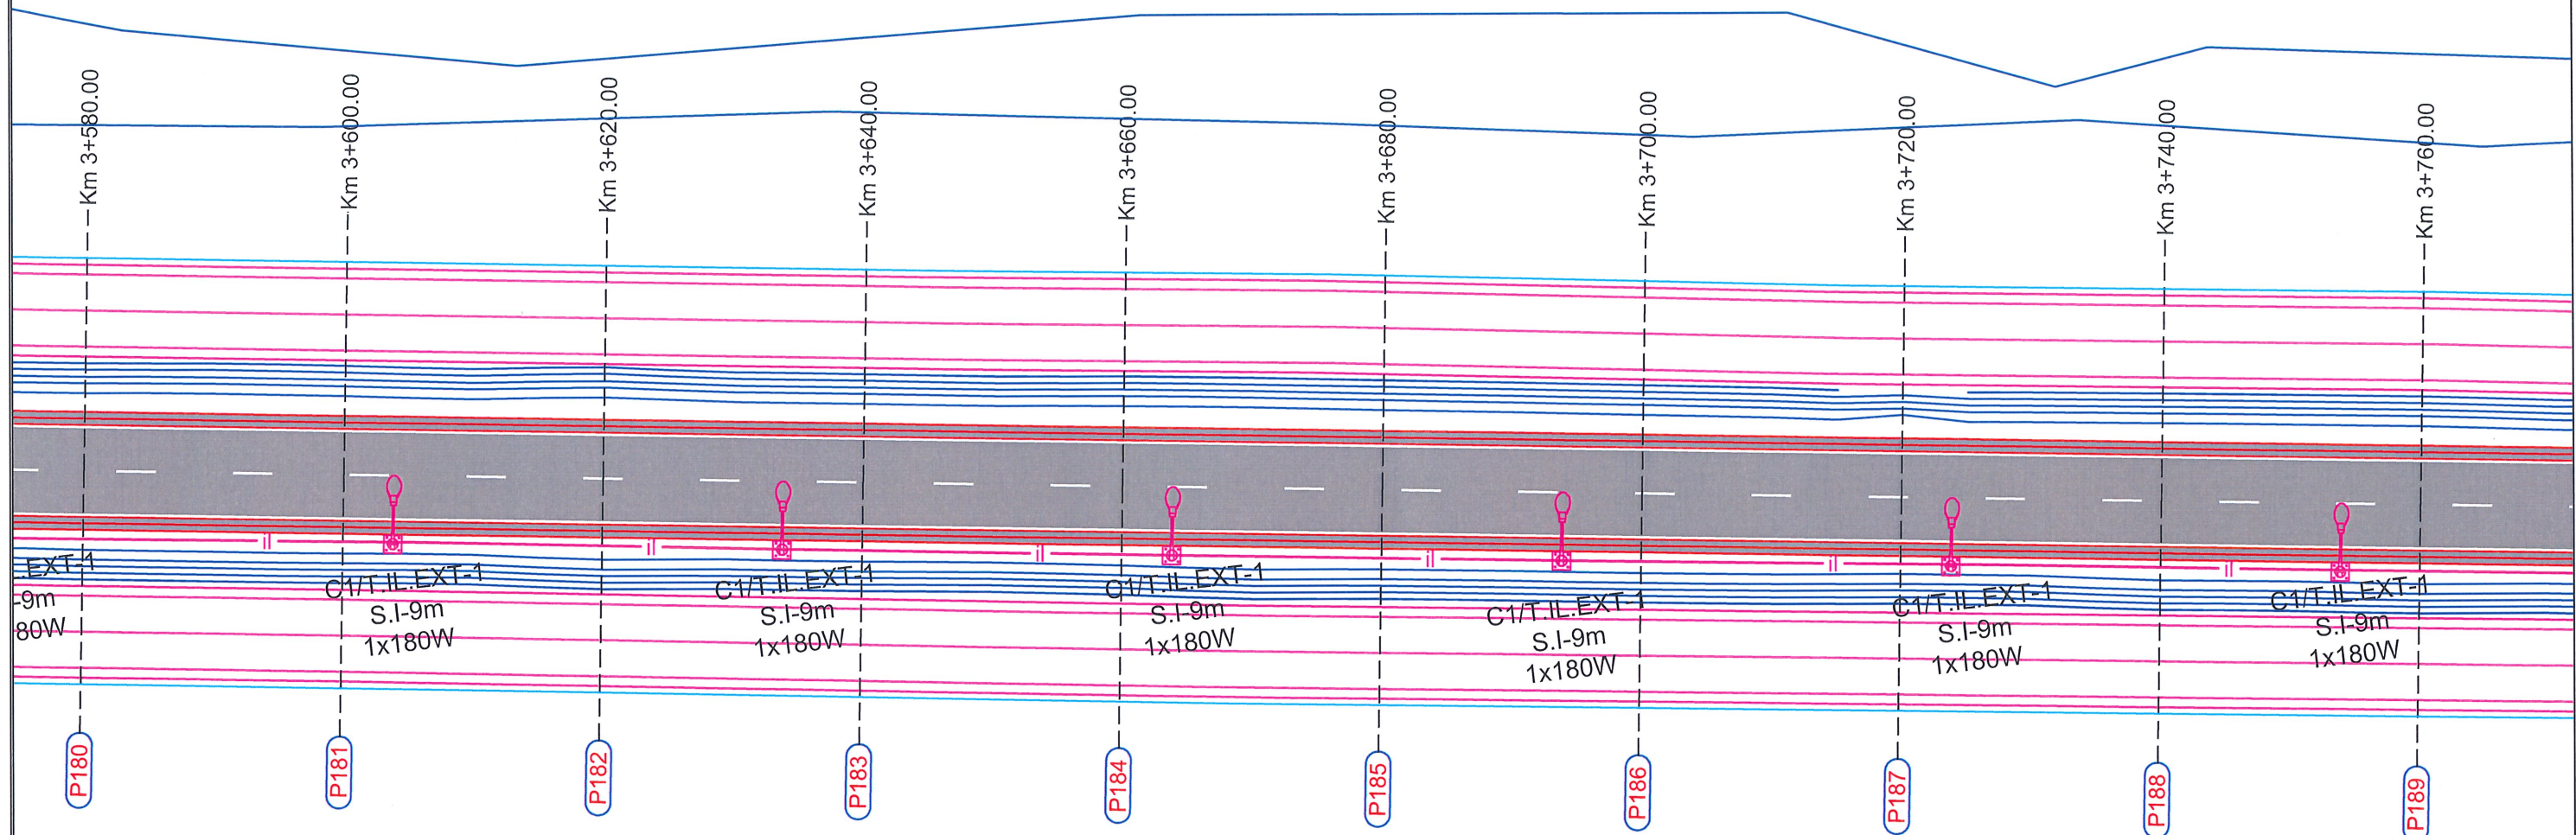 Km 3+580.00
Km 3+600.00
Km 3+620.00
Km 3+640.00
Km 3+660.00
Km 3+680.00
Km 3+700.00
Km 3+720.00
Km 3+740.00
Km 3+760.00
.EXT-1
-9m
80W
C1/T.IL.EXT-1
S.I-9m
1x180W
C1/T.IL.EXT-1
S.I-9m
1x180W
C1/T.IL.EXT-1
S.I-9m
1x180W
C1/T.IL.EXT-1
S.I-9m
1x180W
C1/T.IL.EXT-1
S.I-9m
1x180W
C1/T.IL.EXT-1
S.I-9m
1x180W
P180
P181
P182
P183
P184
P185
P186
P187
P188
P189